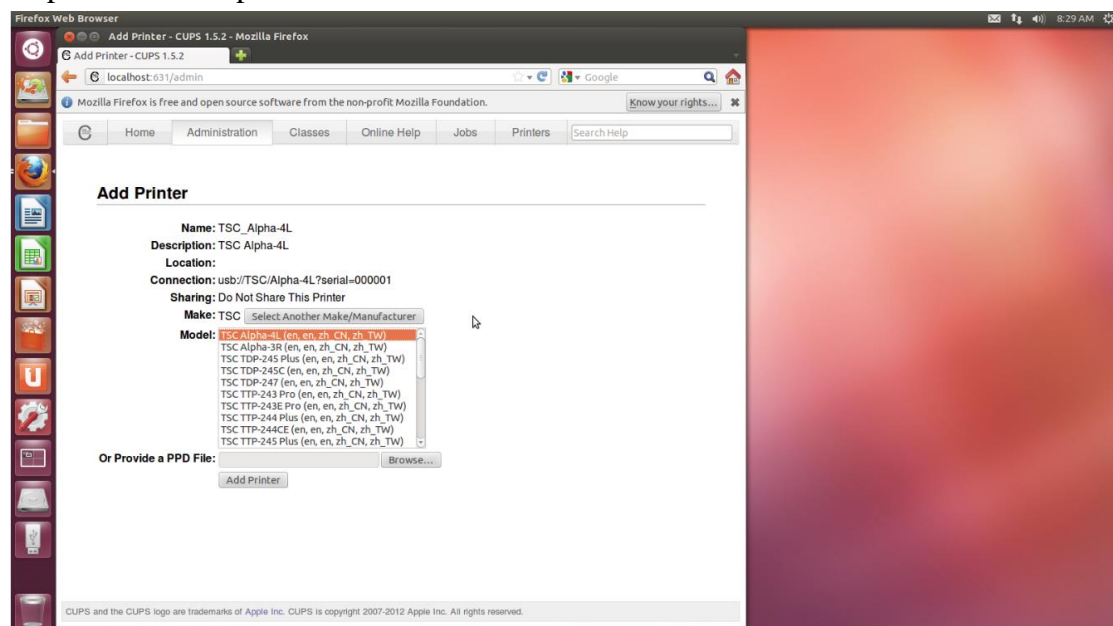 Firefox Web Browser
8:29 AM
Add Printer - CUPS 1.5.2 - Mozilla Firefox
Add Printer - CUPS 1.5.2
localhost:631/admin
Google
Mozilla Firefox is free and open source software from the non-profit Mozilla Foundation.
Know your rights...
Home Administration Classes Online Help Jobs Printers Search Help
Add Printer
Name: TSC_Alpha-4L
Description: TSC Alpha-4L
Location:
Connection: usb://TSC/Alpha-4L?serial=000001
Sharing: Do Not Share This Printer
Make: TSC Select Another Make/Manufacturer
Model: TSC Alpha-4L (en, en, zh_CN, zh_TW)
TSC Alpha-3R (en, en, zh_CN, zh_TW)
TSC TDP-245 Plus (en, en, zh_CN, zh_TW)
TSC TDP-245C (en, en, zh_CN, zh_TW)
TSC TDP-247 (en, en, zh_CN, zh_TW)
TSC TTP-243 Pro (en, en, zh_CN, zh_TW)
TSC TTP-243E Pro (en, en, zh_CN, zh_TW)
TSC TTP-244 Plus (en, en, zh_CN, zh_TW)
TSC TTP-244CE (en, en, zh_CN, zh_TW)
TSC TTP-245 Plus (en, en, zh_CN, zh_TW)
Or Provide a PPD File: Browse...
Add Printer
CUPS and the CUPS logo are trademarks of Apple Inc. CUPS is copyright 2007-2012 Apple Inc. All rights reserved.